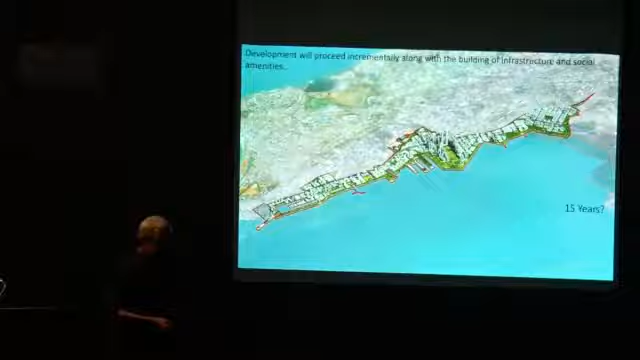 Development will proceed incrementally along with the building of infrastructure and social
amenities..
15 Years?